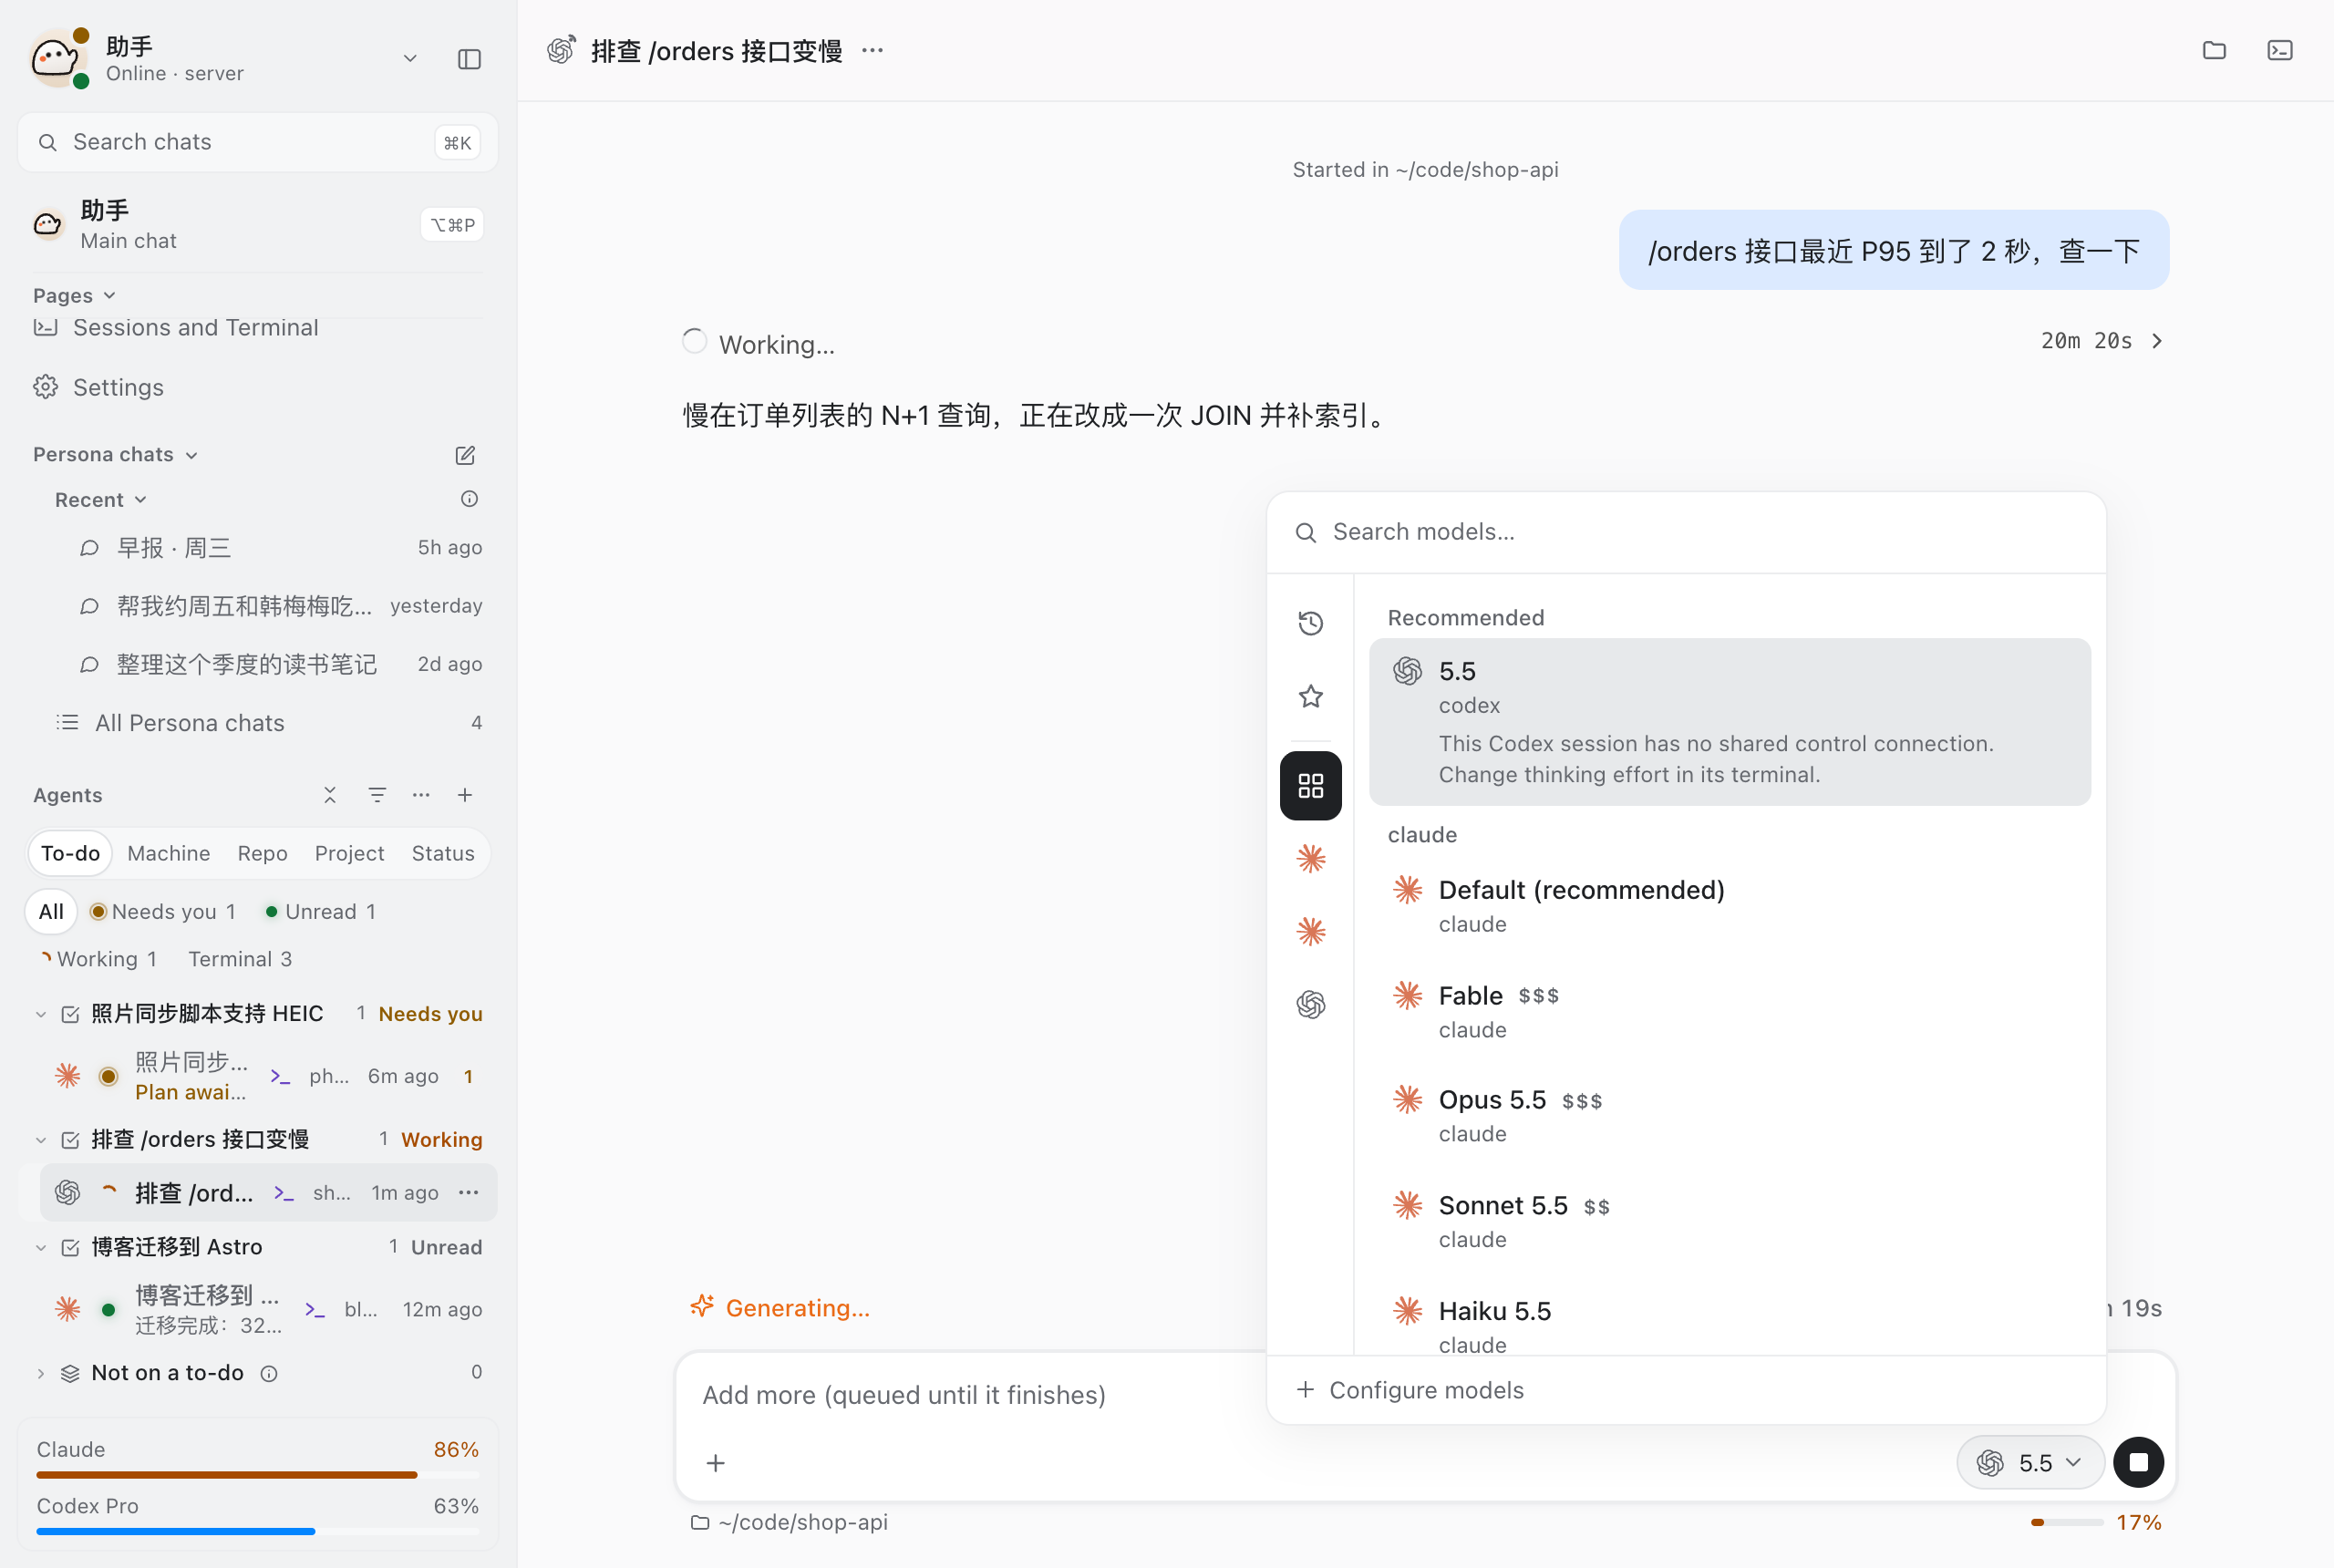 助手
Online · server
Search chats
⌘K
助手
Main chat
⌥⌘P
Pages
Sessions and Terminal
Settings
Persona chats
Recent
早报 · 周三
5h ago
帮我约周五和韩梅梅吃...
yesterday
整理这个季度的读书笔记
2d ago
All Persona chats
4
Agents
To-do
Machine
Repo
Project
Status
All
Needs you 1
Unread 1
Working 1
Terminal 3
照片同步脚本支持 HEIC
1 Needs you
照片同步...
ph...
6m ago
1
Plan awai...
排查 /orders 接口变慢
1 Working
排查 /ord...
sh...
1m ago
博客迁移到 Astro
1 Unread
博客迁移到 ...
bl...
12m ago
迁移完成：32...
Not on a to-do
0
Claude
86%
Codex Pro
63%
排查 /orders 接口变慢
Started in ~/code/shop-api
/orders 接口最近 P95 到了 2 秒，查一下
Working...
20m 20s
慢在订单列表的 N+1 查询，正在改成一次 JOIN 并补索引。
Search models...
Recommended
5.5
codex
This Codex session has no shared control connection.
Change thinking effort in its terminal.
claude
Default (recommended)
claude
Fable $$$
claude
Opus 5.5 $$$
claude
Sonnet 5.5 $$
claude
Haiku 5.5
claude
Configure models
Generating...
19s
Add more (queued until it finishes)
5.5
~/code/shop-api
17%